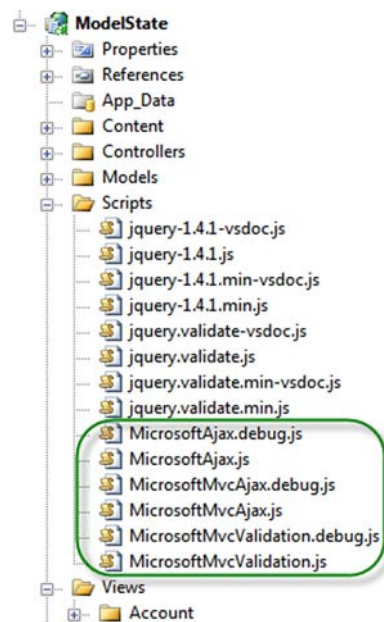 ModelState
Properties
References
App_Data
Content
Controllers
Models
Scripts
jquery-1.4.1-vsdoc.js
jquery-1.4.1.js
jquery-1.4.1.min-vsdoc.js
jquery-1.4.1.min.js
jquery.validate-vsdoc.js
jquery.validate.js
jquery.validate.min-vsdoc.js
jquery.validate.min.js
MicrosoftAjax.debug.js
MicrosoftAjax.js
MicrosoftMvcAjax.debug.js
MicrosoftMvcAjax.js
MicrosoftMvcValidation.debug.js
MicrosoftMvcValidation.js
Views
Account